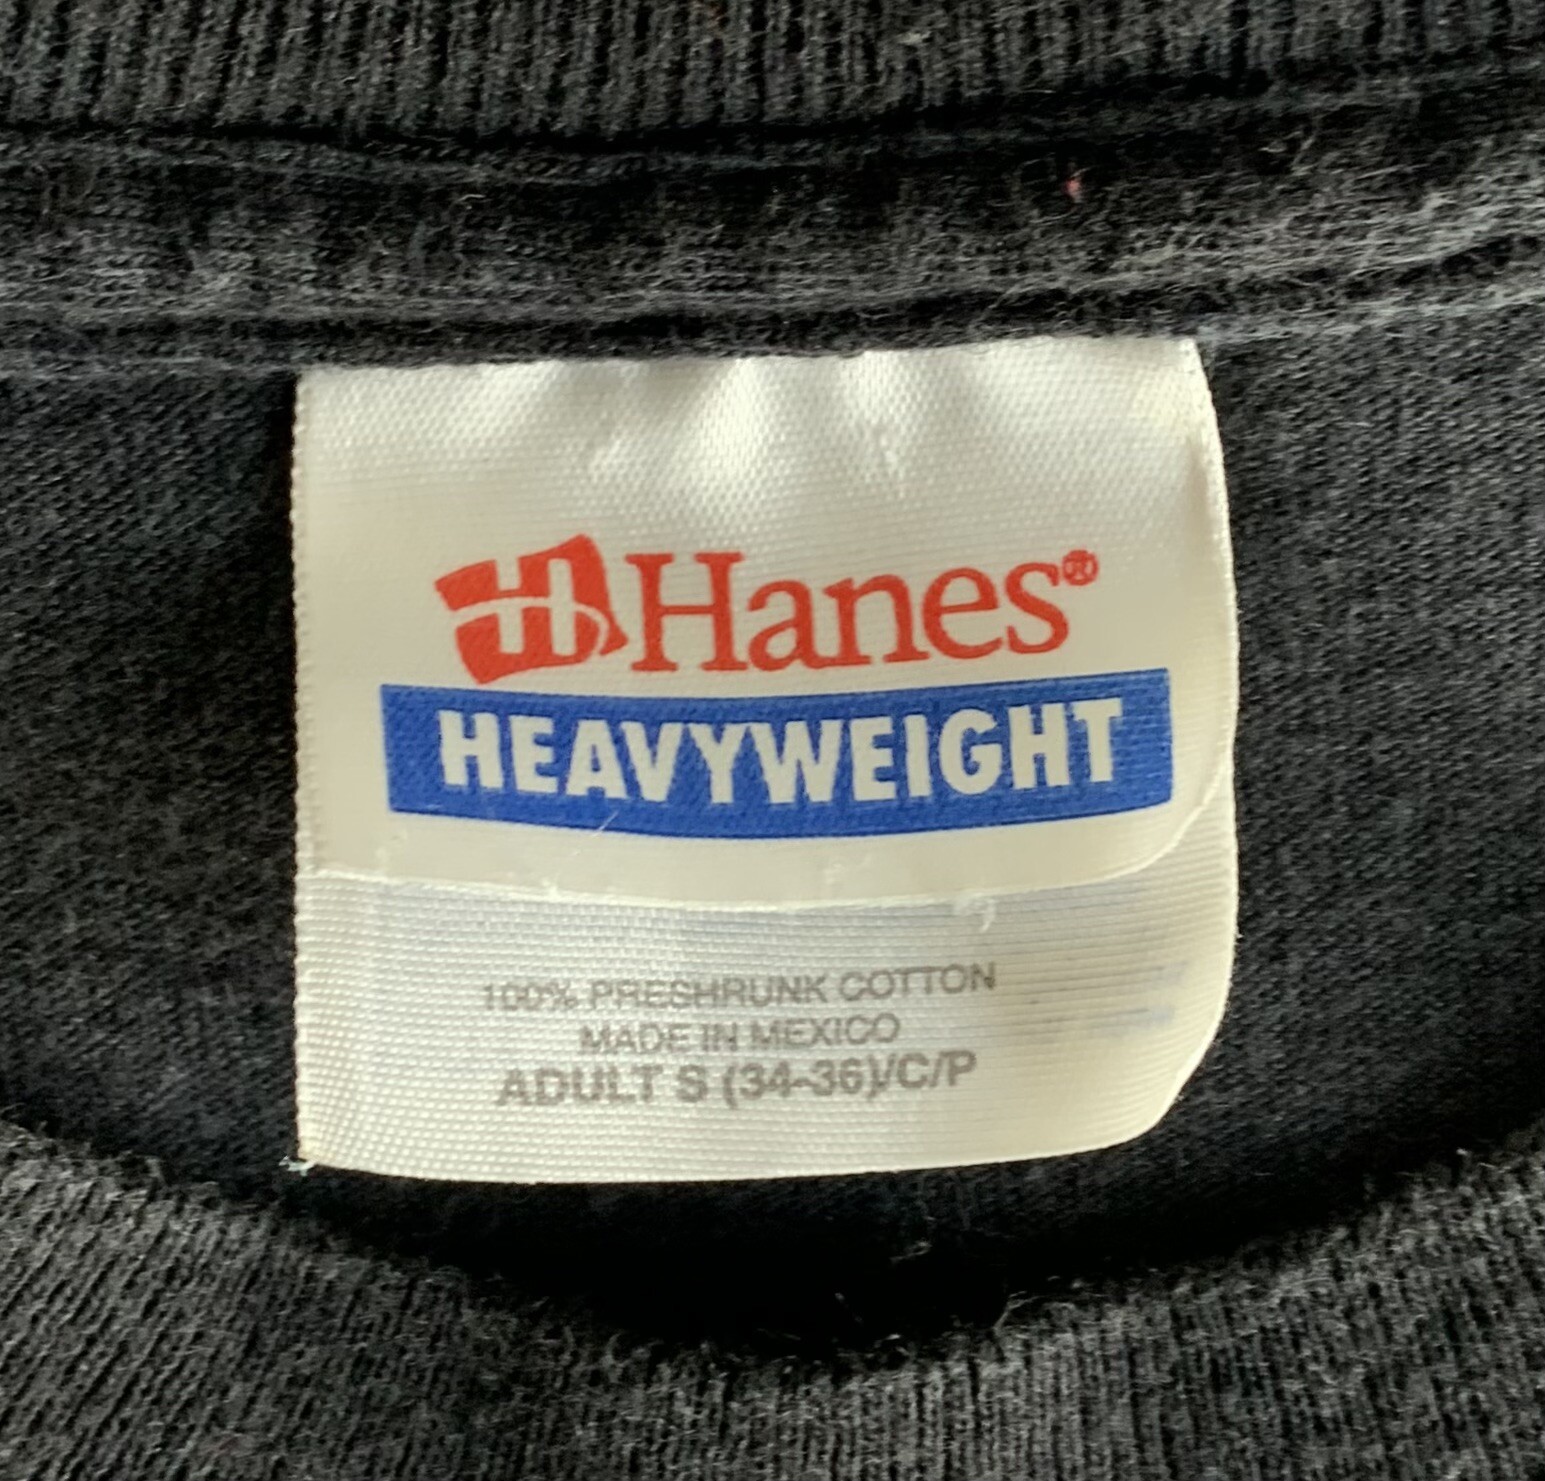 H Hanes®
HEAVYWEIGHT
100% PRESHRUNK COTTON
MADE IN MEXICO
ADULT S (34-36)/C/P